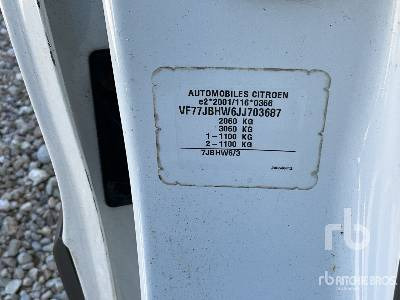 AUTOMOBILES CITROEN
e2*2001/116*0366
VF77JBHW6JJ703687
2060 KG
3060 KG
1-1100 KG
2-1100 KG
7JBHW6/3
rb
RITCHIE BROS.